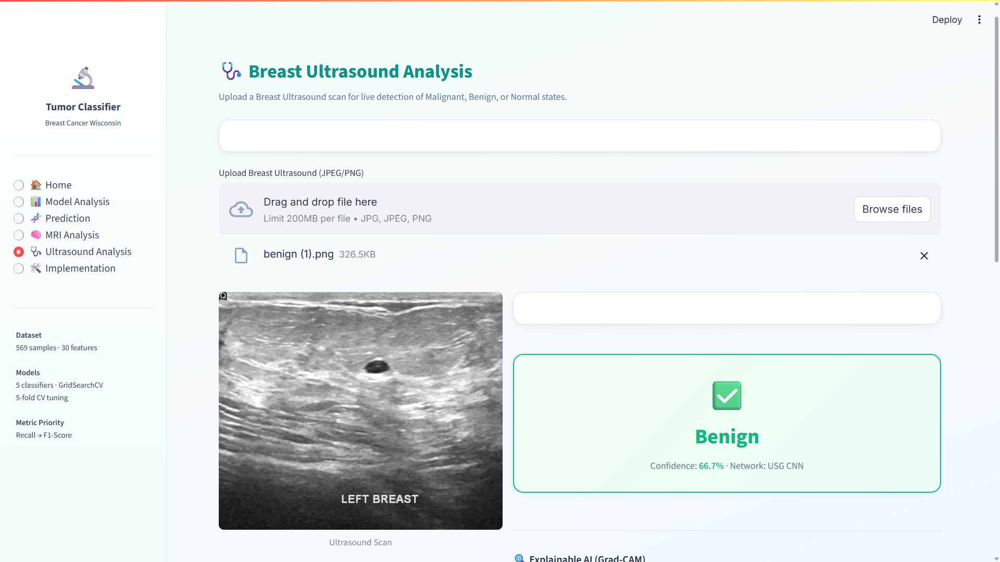 Deploy
Tumor Classifier
Breast Cancer Wisconsin
Home
Model Analysis
Prediction
MRI Analysis
Ultrasound Analysis
Implementation
Dataset
569 samples · 30 features
Models
5 classifiers · GridSearchCV
5-fold CV tuning
Metric Priority
Recall → F1-Score
Breast Ultrasound Analysis
Upload a Breast Ultrasound scan for live detection of Malignant, Benign, or Normal states.
Upload Breast Ultrasound (JPEG/PNG)
Drag and drop file here
Limit 200MB per file • JPG, JPEG, PNG
Browse files
benign (1).png 326.5KB
LEFT BREAST
Ultrasound Scan
Benign
Confidence: 66.7% · Network: USG CNN
Explainable AI (Grad-CAM)